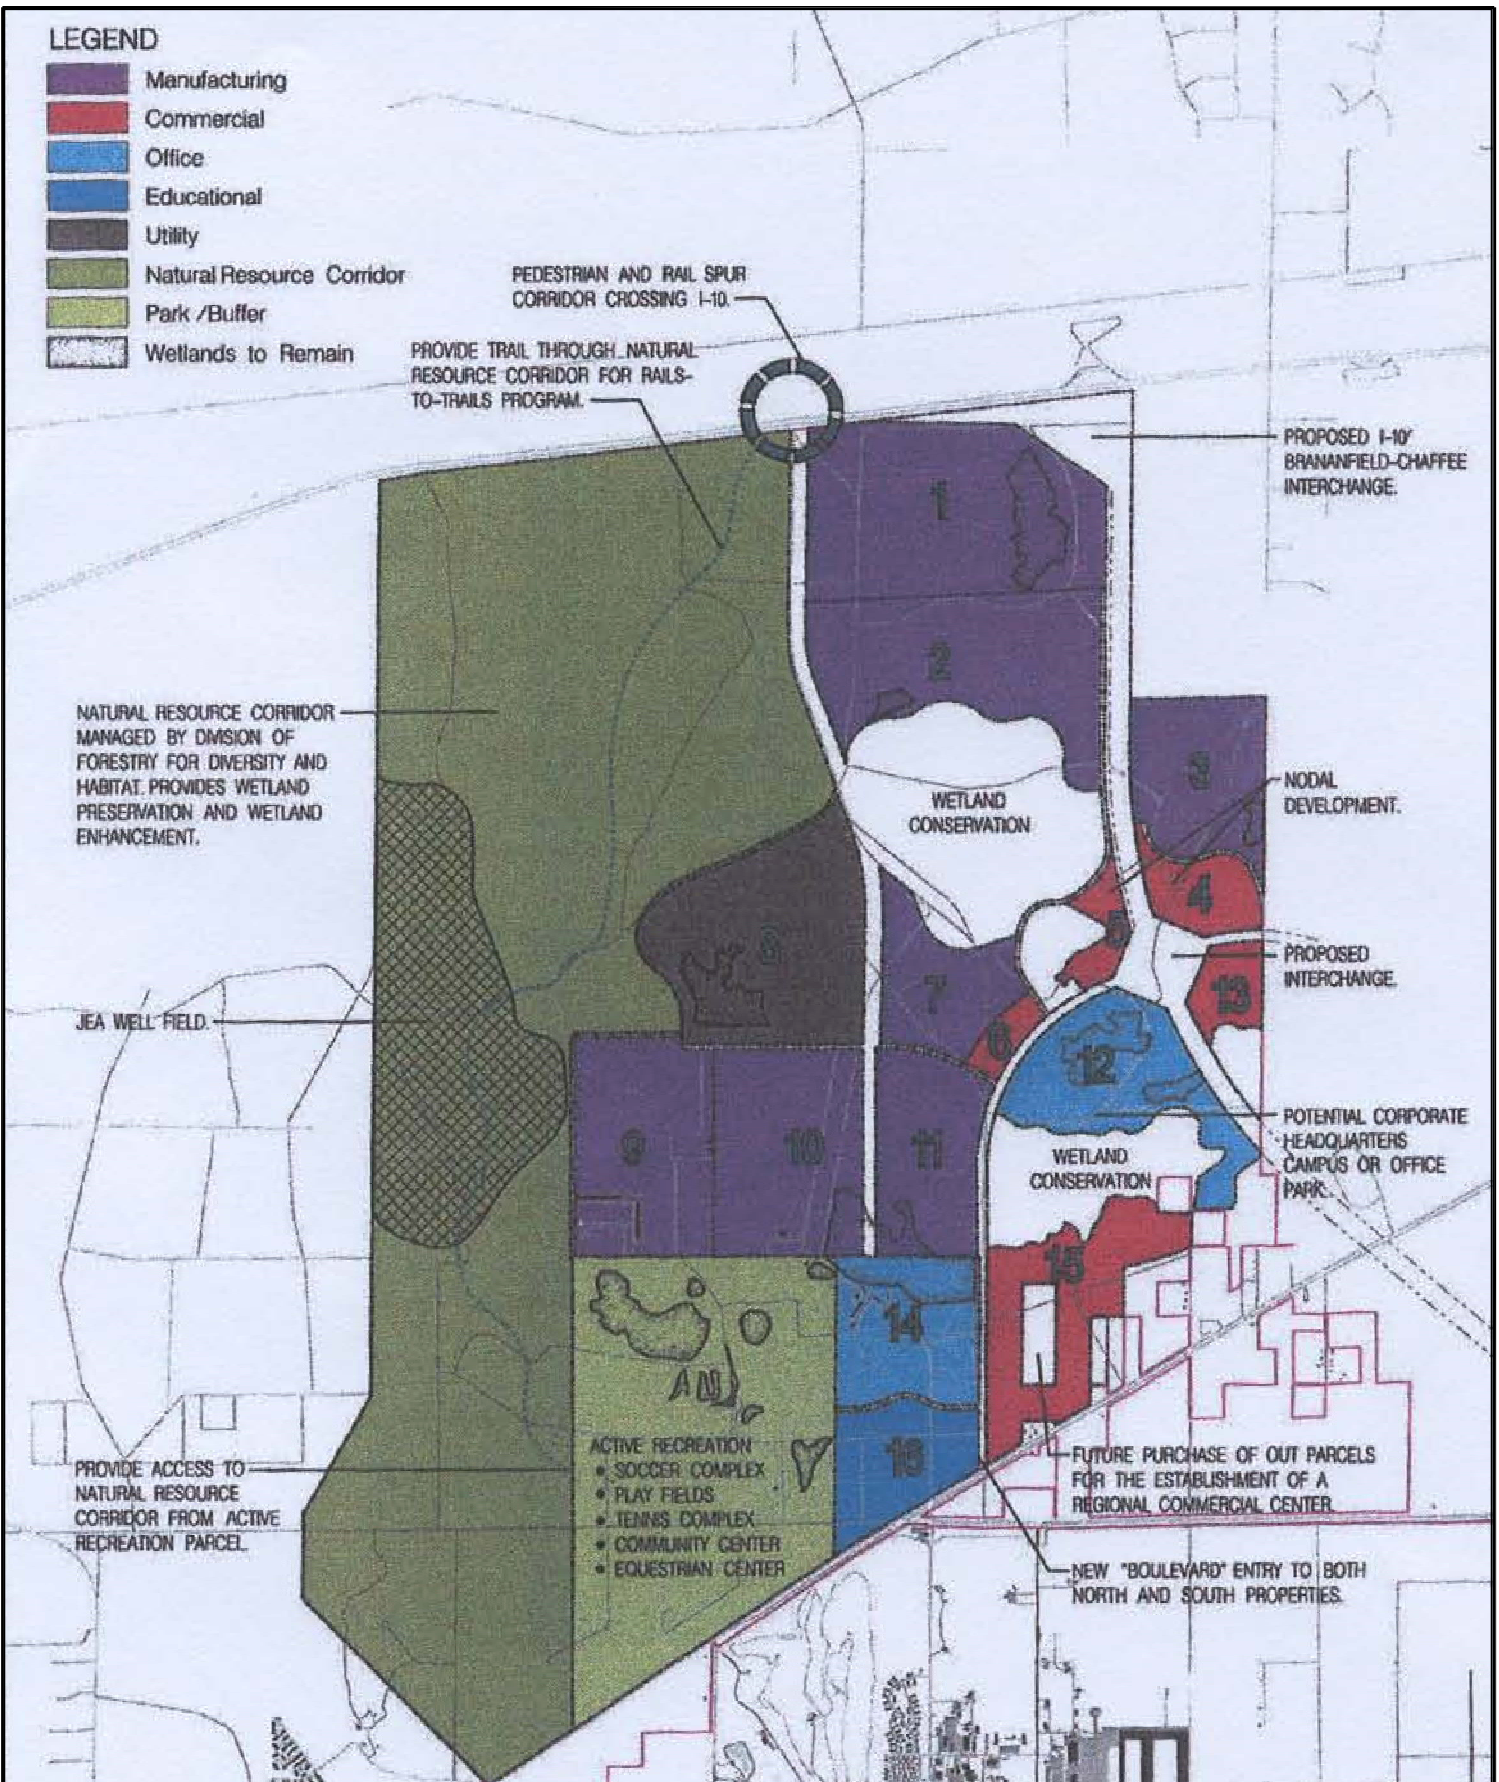 LEGEND
Manufacturing
Commercial
Office
Educational
Utility
Natural Resource Corridor
Park /Buffer
Wetlands to Remain
PEDESTRIAN AND RAIL SPUR
CORRIDOR CROSSING I-10.
PROVIDE TRAIL THROUGH NATURAL
RESOURCE CORRIDOR FOR RAILS-
TO-TRAILS PROGRAM.
PROPOSED I-10/
BRANANFIELD-CHAFFEE
INTERCHANGE.
1
2
NATURAL RESOURCE CORRIDOR
MANAGED BY DIVISION OF
FORESTRY FOR DIVERSITY AND
HABITAT. PROVIDES WETLAND
PRESERVATION AND WETLAND
ENHANCEMENT.
3
NODAL
DEVELOPMENT.
WETLAND
CONSERVATION
4
5
8
PROPOSED
INTERCHANGE.
7
13
JEA WELL FIELD.
6
12
POTENTIAL CORPORATE
HEADQUARTERS
CAMPUS OR OFFICE
PARK.
9
10
11
WETLAND
CONSERVATION
15
14
ACTIVE RECREATION
• SOCCER COMPLEX
• PLAY FIELDS
• TENNIS COMPLEX
• COMMUNITY CENTER
• EQUESTRIAN CENTER
16
PROVIDE ACCESS TO
NATURAL RESOURCE
CORRIDOR FROM ACTIVE
RECREATION PARCEL.
FUTURE PURCHASE OF OUT PARCELS
FOR THE ESTABLISHMENT OF A
REGIONAL COMMERCIAL CENTER.
NEW "BOULEVARD" ENTRY TO BOTH
NORTH AND SOUTH PROPERTIES.